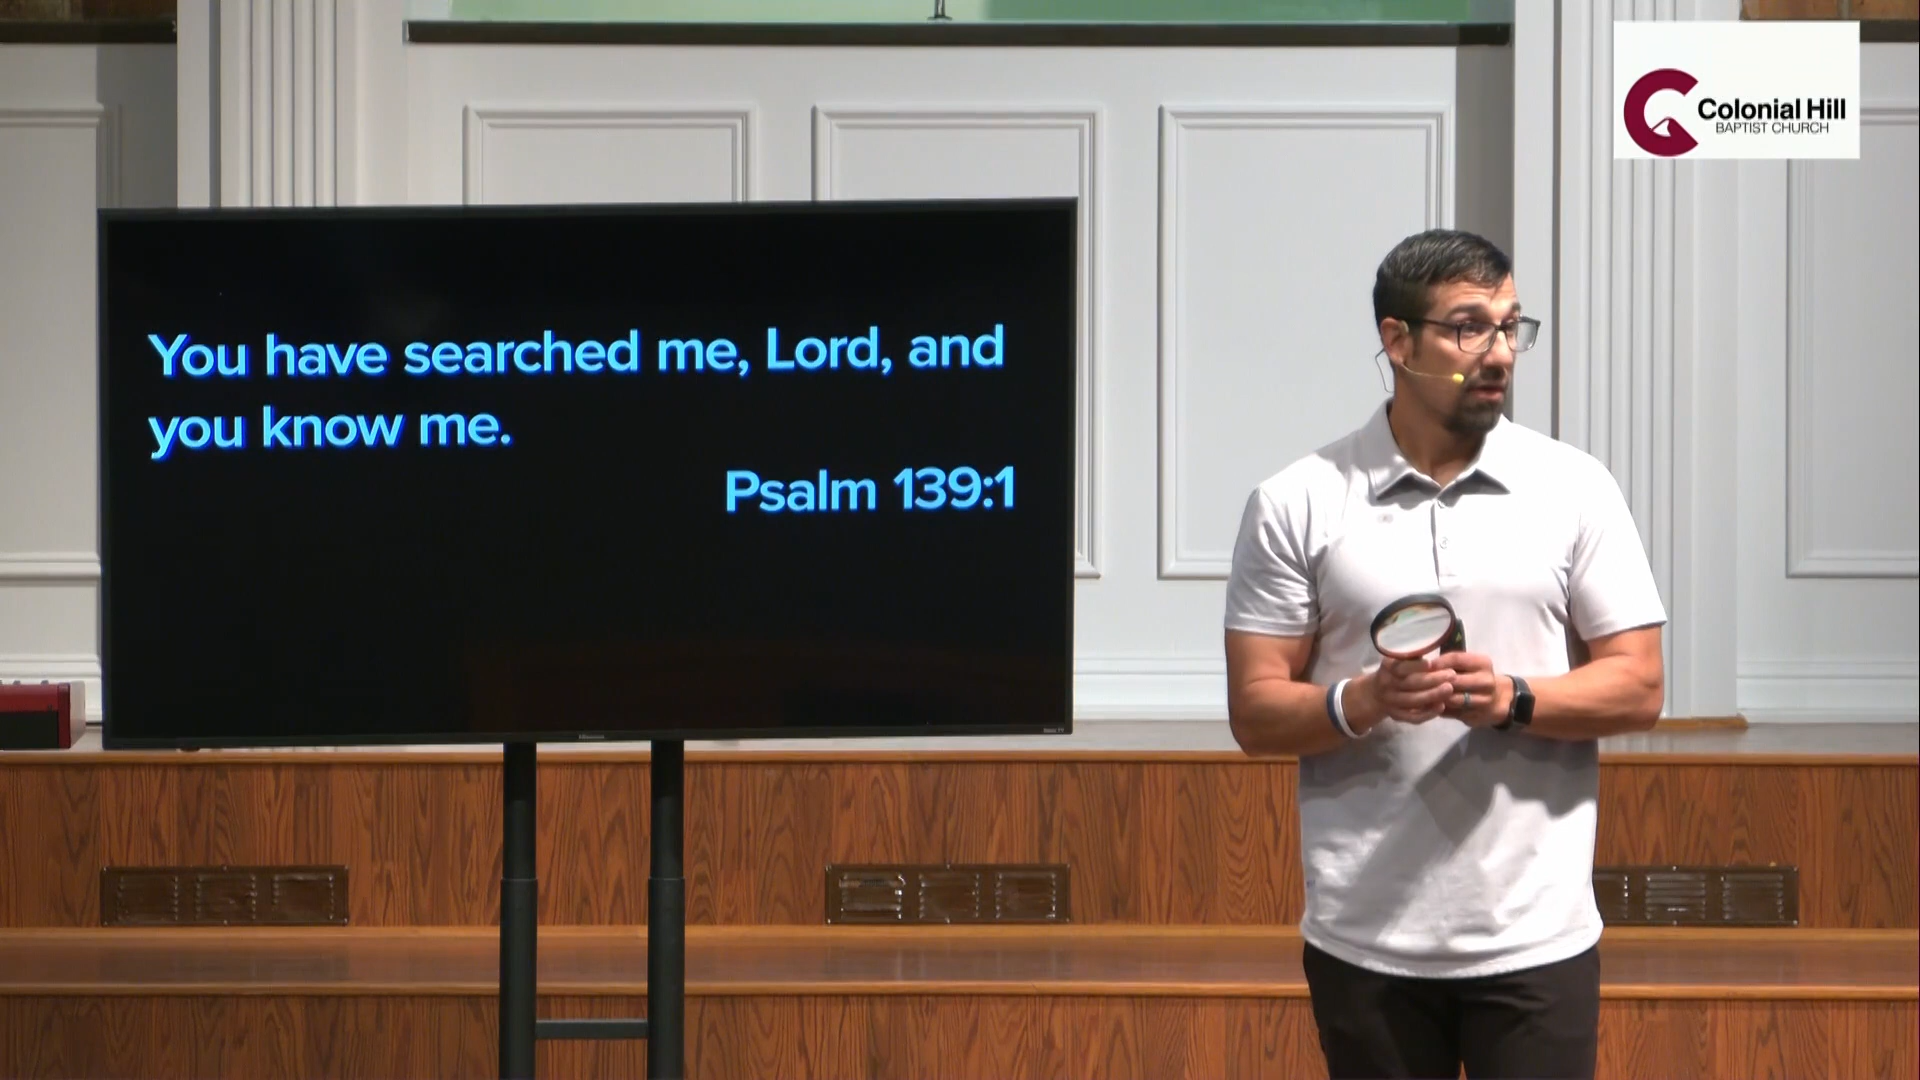 Colonial Hill
BAPTIST CHURCH
You have searched me, Lord, and
you know me.
Psalm 139:1